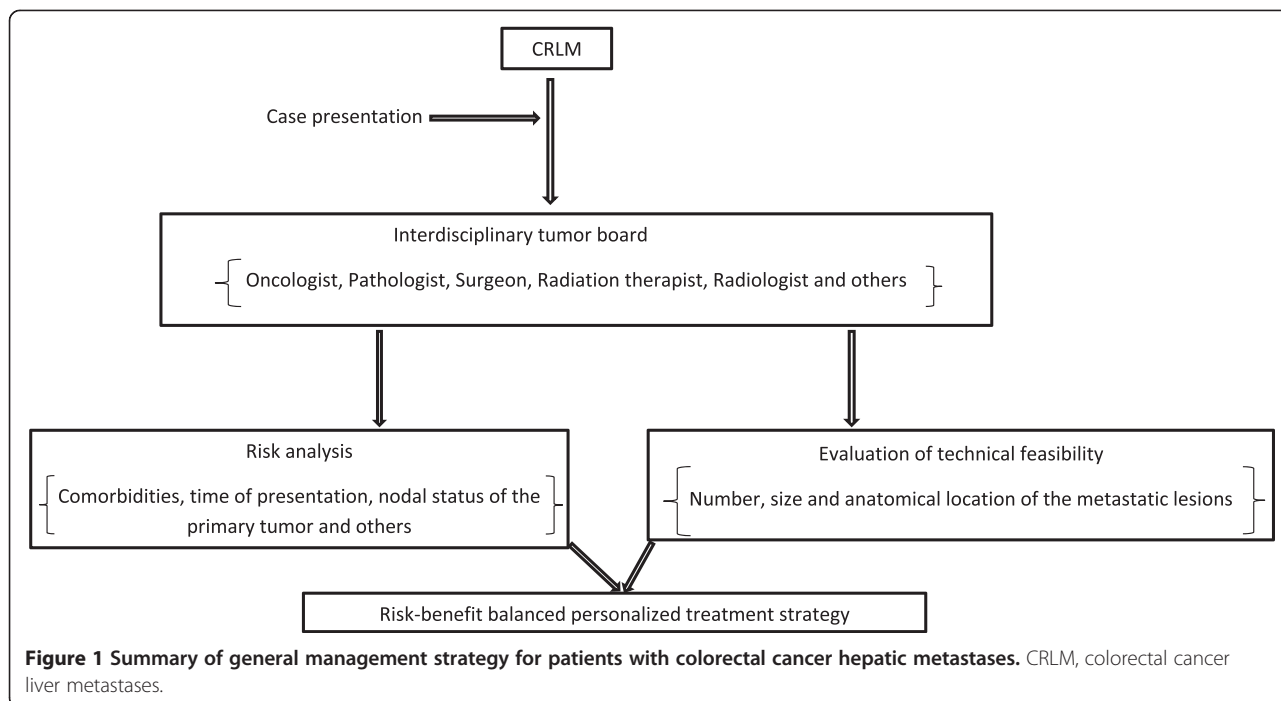 CRLM
Case presentation
Interdisciplinary tumor board
Oncologist, Pathologist, Surgeon, Radiation therapist, Radiologist and others
Risk analysis
Comorbidities, time of presentation, nodal status of the
primary tumor and others
Evaluation of technical feasibility
Number, size and anatomical location of the metastatic lesions
Risk-benefit balanced personalized treatment strategy
Figure 1 Summary of general management strategy for patients with colorectal cancer hepatic metastases. CRLM, colorectal cancer
liver metastases.